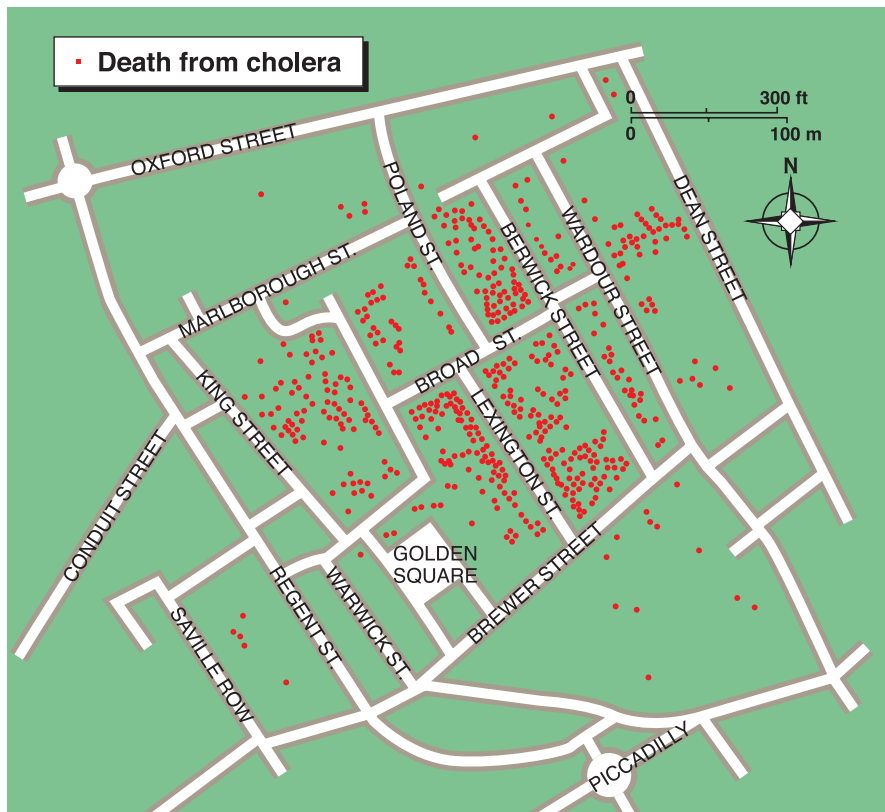 Death from cholera
0 300 ft
0 100 m
N
OXFORD STREET
POLAND ST.
DEAN STREET
BERWICK STREET
WARDOUR STREET
MARLBOROUGH ST.
BROAD ST.
KING STREET
LEXINGTON ST.
CONDUIT STREET
GOLDEN
SQUARE
BREWER STREET
REGENT ST.
WARWICK ST.
SAVILLE ROW
PICCADILLY